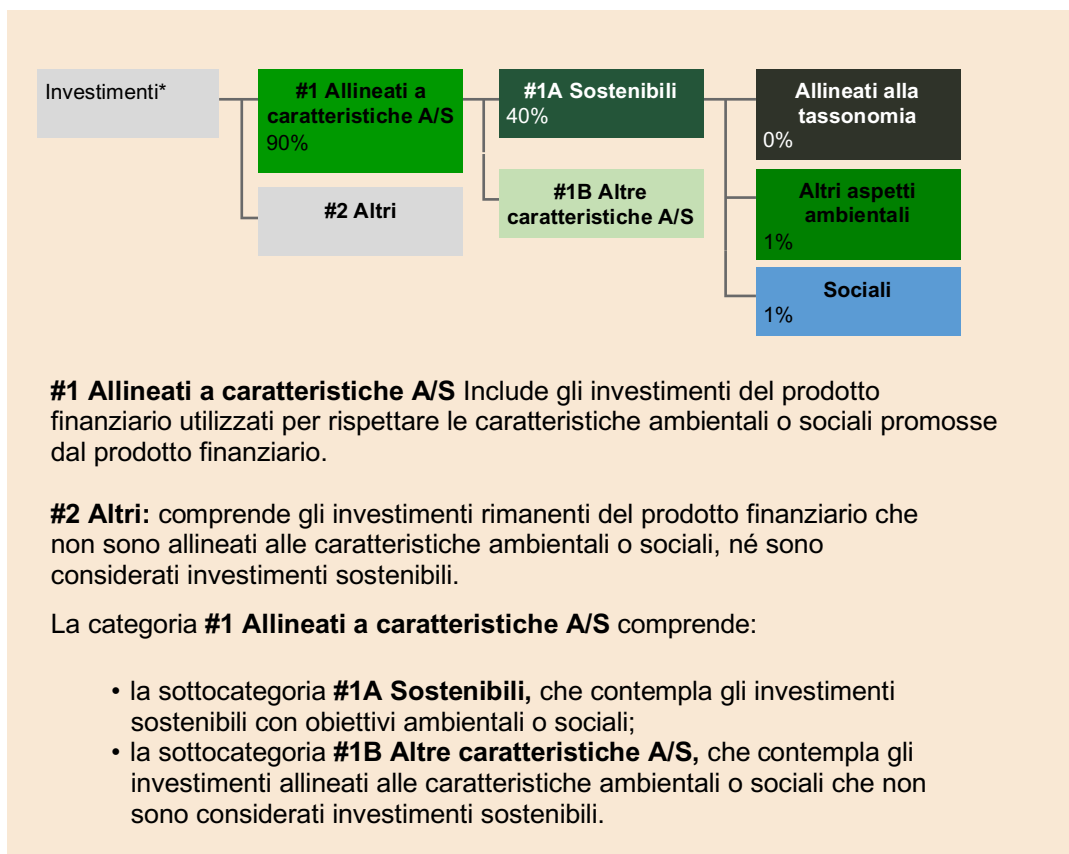 Investimenti*
#1 Allineati a
caratteristiche A/S
90%
#2 Altri
#1A Sostenibili
40%
#1B Altre
caratteristiche A/S
Allineati alla
tassonomia
0%
Altri aspetti
ambientali
1%
Sociali
1%
#1 Allineati a caratteristiche A/S Include gli investimenti del prodotto
finanziario utilizzati per rispettare le caratteristiche ambientali o sociali promosse
dal prodotto finanziario.
#2 Altri: comprende gli investimenti rimanenti del prodotto finanziario che
non sono allineati alle caratteristiche ambientali o sociali, né sono
considerati investimenti sostenibili.
La categoria #1 Allineati a caratteristiche A/S comprende:
• la sottocategoria #1A Sostenibili, che contempla gli investimenti
sostenibili con obiettivi ambientali o sociali;
• la sottocategoria #1B Altre caratteristiche A/S, che contempla gli
investimenti allineati alle caratteristiche ambientali o sociali che non
sono considerati investimenti sostenibili.